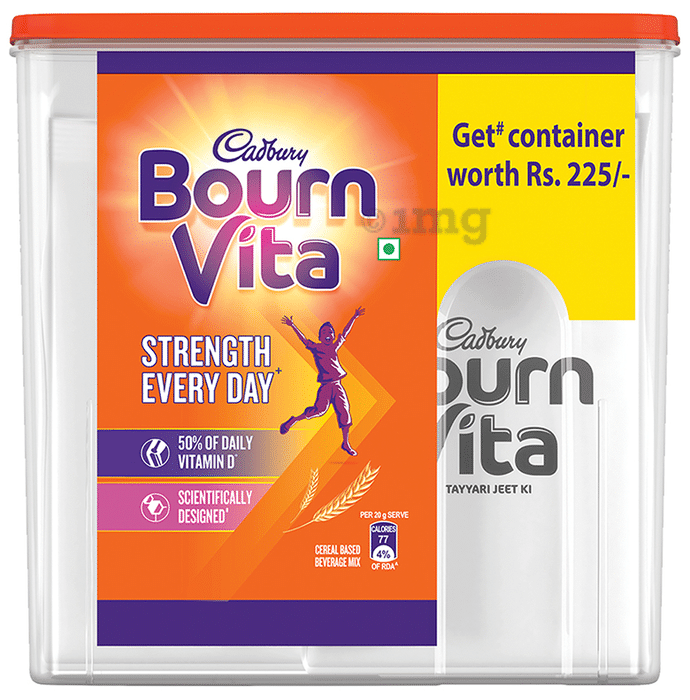 Cadbury
Bourn
Vita
STRENGTH
EVERY DAY+
50% OF DAILY
VITAMIN D*
SCIENTIFICALLY
DESIGNED#
PER 20 g SERVE
CALORIES
77
4%
OF RDA^
CEREAL BASED
BEVERAGE MIX
Get# container
worth Rs. 225/-
©1mg
Cadbury
ourn
Vita
TAYYARI JEET KI